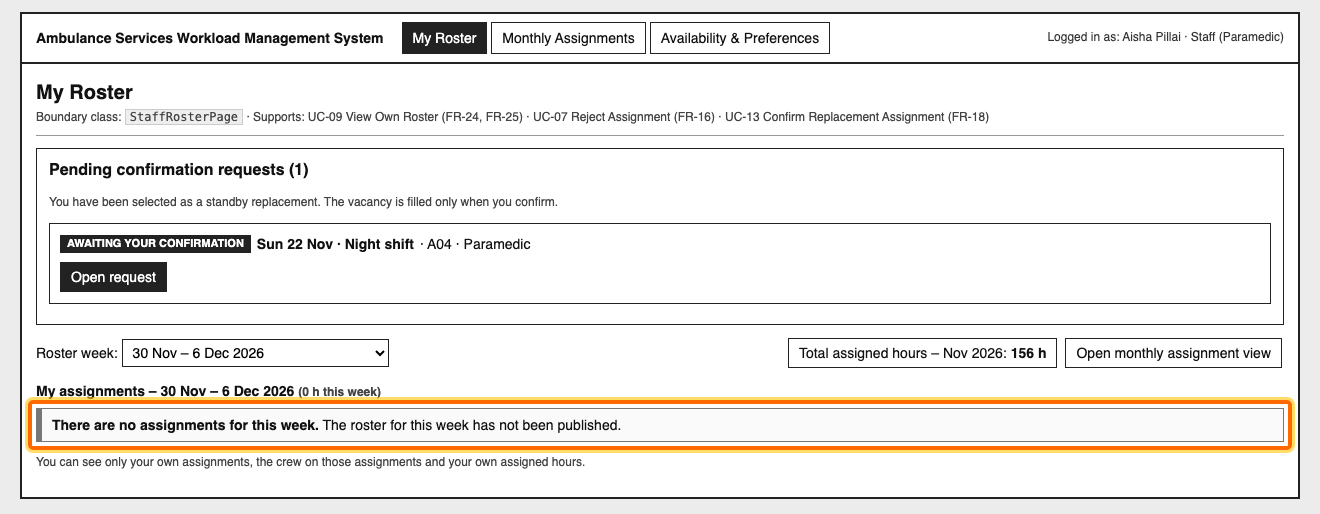 Ambulance Services Workload Management System My Roster Monthly Assignments Availability & Preferences Logged in as: Aisha Pillai · Staff (Paramedic)
My Roster
Boundary class: StaffRosterPage · Supports: UC-09 View Own Roster (FR-24, FR-25) · UC-07 Reject Assignment (FR-16) · UC-13 Confirm Replacement Assignment (FR-18)
Pending confirmation requests (1)
You have been selected as a standby replacement. The vacancy is filled only when you confirm.
AWAITING YOUR CONFIRMATION Sun 22 Nov · Night shift · A04 · Paramedic
Open request
Roster week: 30 Nov – 6 Dec 2026 Total assigned hours – Nov 2026: 156 h Open monthly assignment view
My assignments – 30 Nov – 6 Dec 2026 (0 h this week)
There are no assignments for this week. The roster for this week has not been published.
You can see only your own assignments, the crew on those assignments and your own assigned hours.